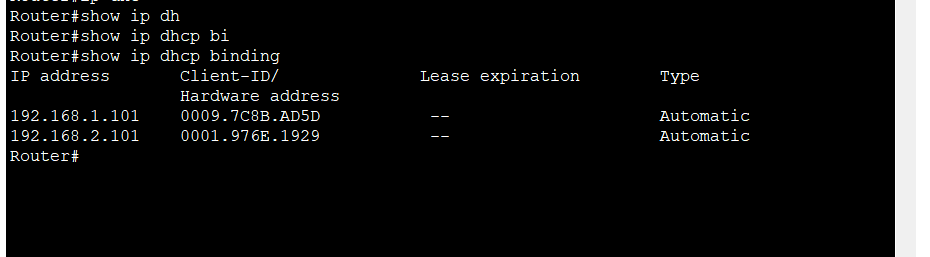 Router#show ip dh
Router#show ip dhcp bi
Router#show ip dhcp binding
IP address       Client-ID/              Lease expiration        Type
                 Hardware address
192.168.1.101    0009.7C8B.AD5D           --                     Automatic
192.168.2.101    0001.976E.1929           --                     Automatic
Router#